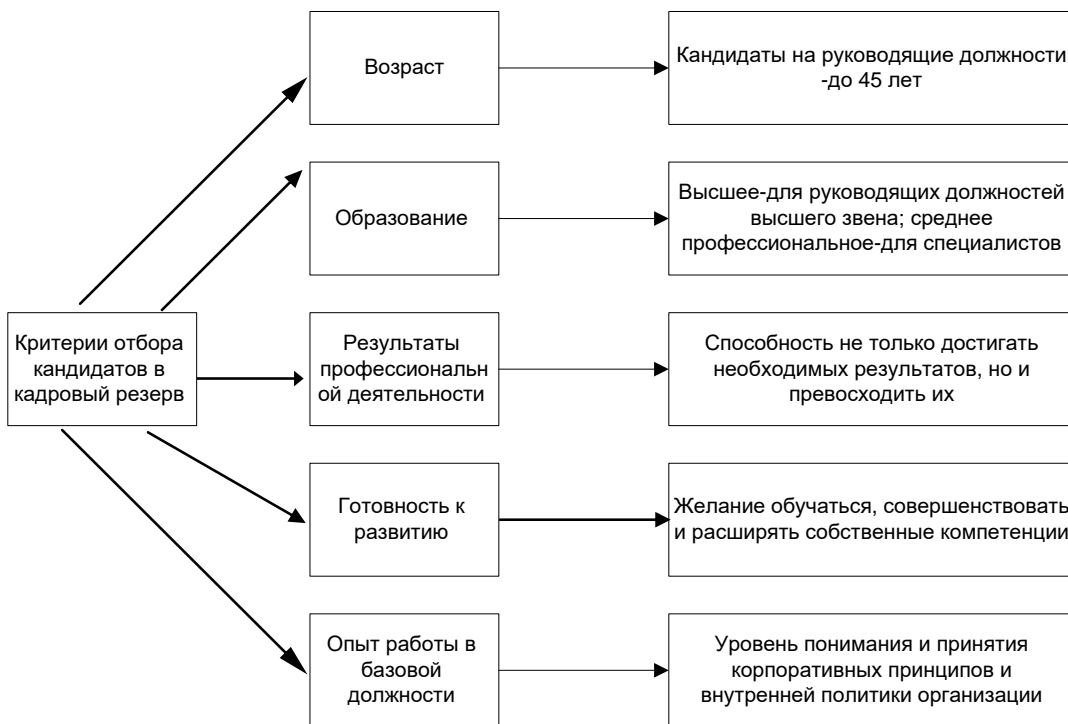 Возраст
Кандидаты на руководящие должности
-до 45 лет
Образование
Высшее-для руководящих должностей
высшего звена; среднее
профессиональное-для специалистов
Критерии отбора
кандидатов в
кадровый резерв
Результаты
профессиональн
ой деятельности
Способность не только достигать
необходимых результатов, но и
превосходить их
Готовность к
развитию
Желание обучаться, совершенствовать
и расширять собственные компетенции
Опыт работы в
базовой
должности
Уровень понимания и принятия
корпоративных принципов и
внутренней политики организации